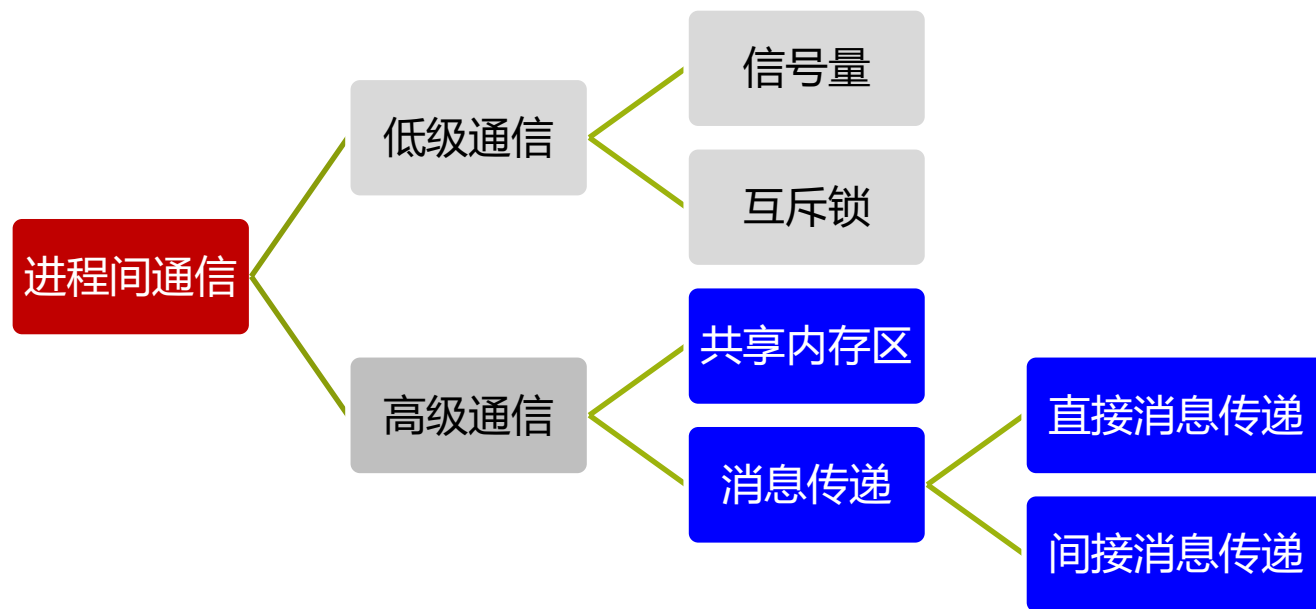 进程间通信
低级通信
信号量
互斥锁
高级通信
共享内存区
消息传递
直接消息传递
间接消息传递